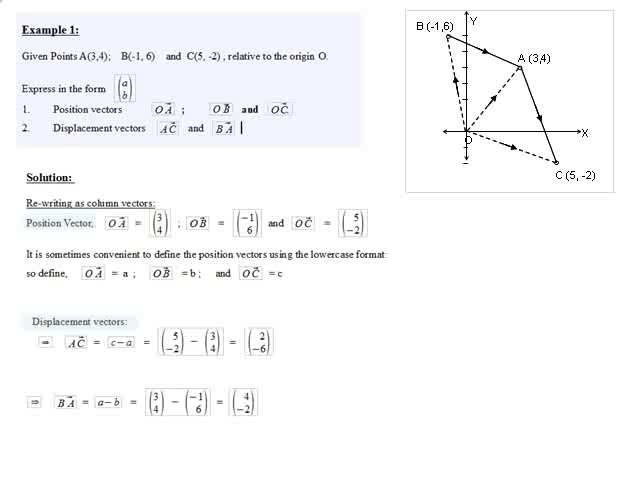 Example 1:
Given Points A(3,4); B(-1, 6) and C(5, -2) , relative to the origin O.
Express in the form (a b)
1. Position vectors OA ; OB and OC
2. Displacement vectors AC and BA
B (-1,6)
Y
A (3,4)
X
O
C (5, -2)
Solution:
Re-writing as column vectors:
Position Vector, OA = (3 4) ; OB = (−1 6) and OC = (5 −2)
It is sometimes convenient to define the position vectors using the lowercase format:
so define, OA = a ; OB = b ; and OC = c
Displacement vectors:
⇒ AC = c − a = (5 −2) − (3 4) = (2 −6)
⇒ BA = a − b = (3 4) − (−1 6) = (4 −2)